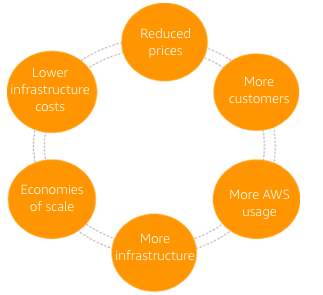 Reduced
prices
More
customers
More AWS
usage
More
infrastructure
Economies
of scale
Lower
infrastructure
costs